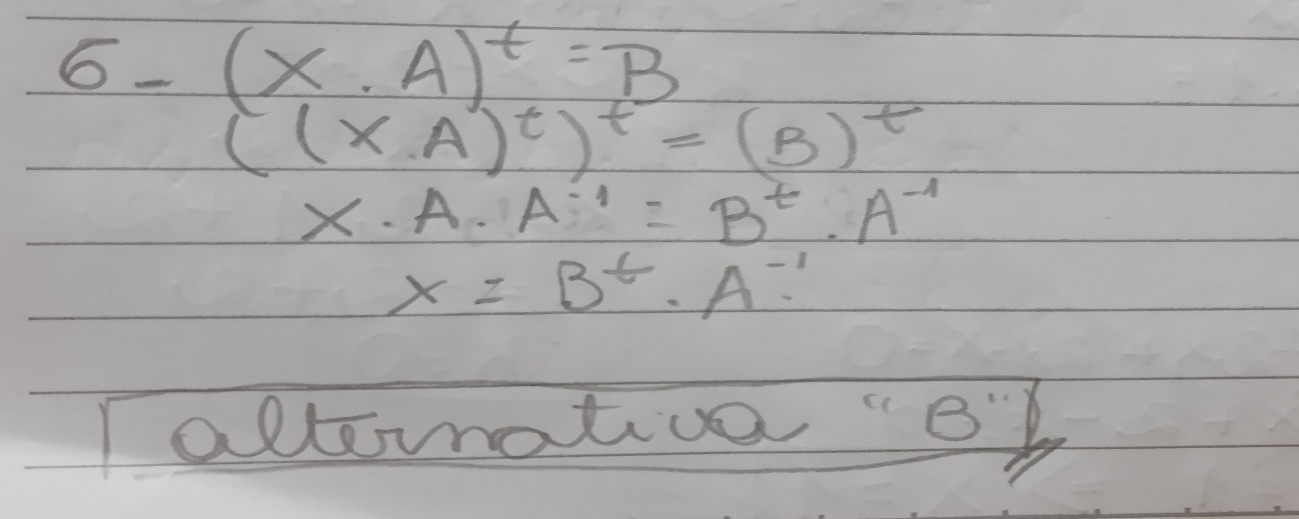 6 - (X . A)^t = B
((X.A)^t)^t = (B)^t
X . A . A^-1 = B^t . A^-1
X = B^t . A^-1
alternativa "B"